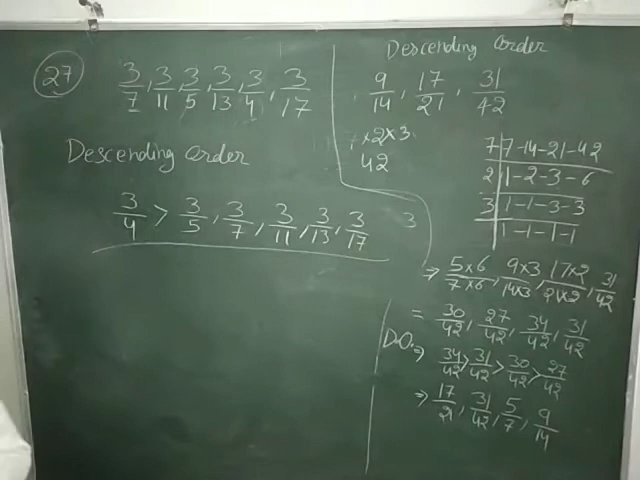 27 3/7, 3/11, 3/5, 3/13, 3/4, 3/17
Descending order
3/4 > 3/5, 3/7, 3/11, 3/13, 3/17
Descending order
9/14, 17/21, 31/42
7×2×3
42
7 | 7-14-21-42
2 | 1-2-3-6
3 | 1-1-3-3
1-1-1-1
3
⇒ 5×6/7×6, 9×3/14×3, 17×2/21×2, 31/42
= 30/42, 27/42, 34/42, 31/42
D.O. ⇒ 34/42 > 31/42 > 30/42 > 27/42
⇒ 17/21, 31/42, 5/7, 9/14